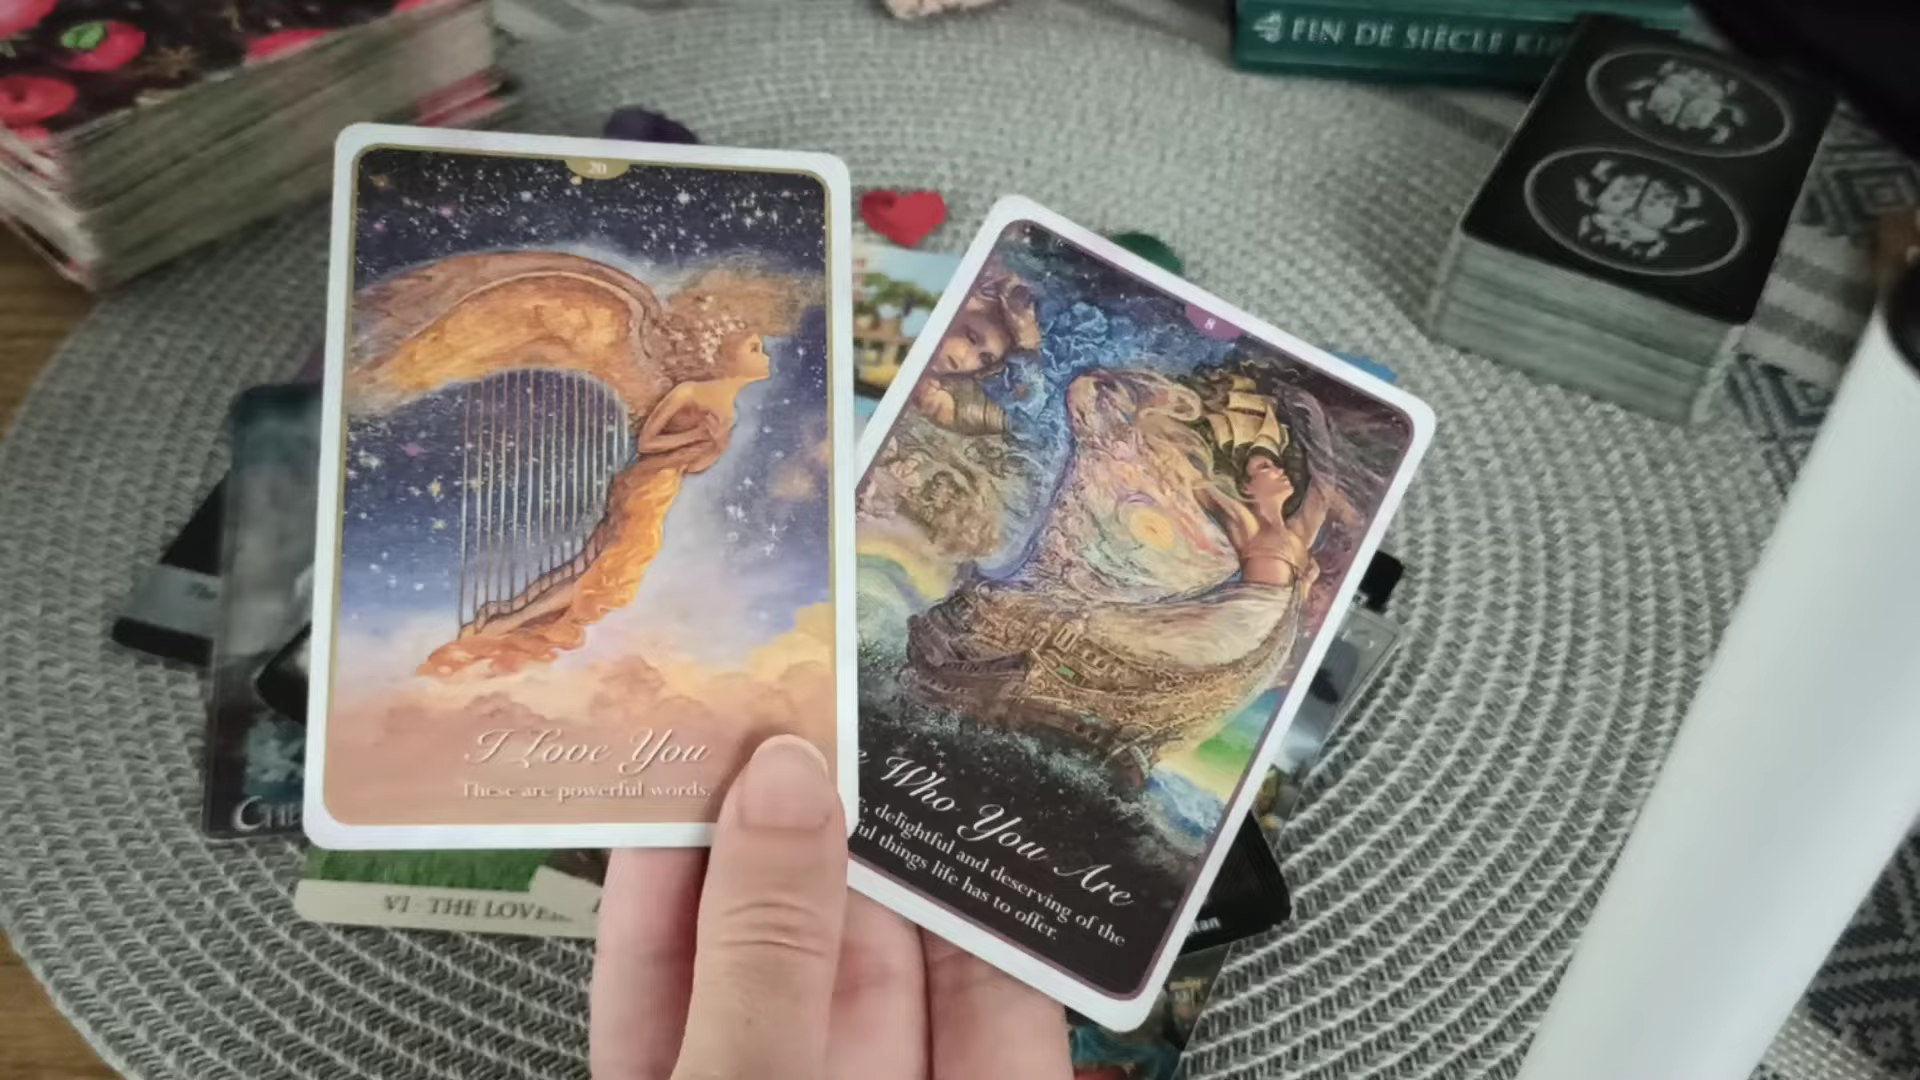 FIN DE SIÈCLE
20
8
I Love You
These are powerful words,
Who You Are
delightful and deserving of the
things life has to offer.
VI - THE